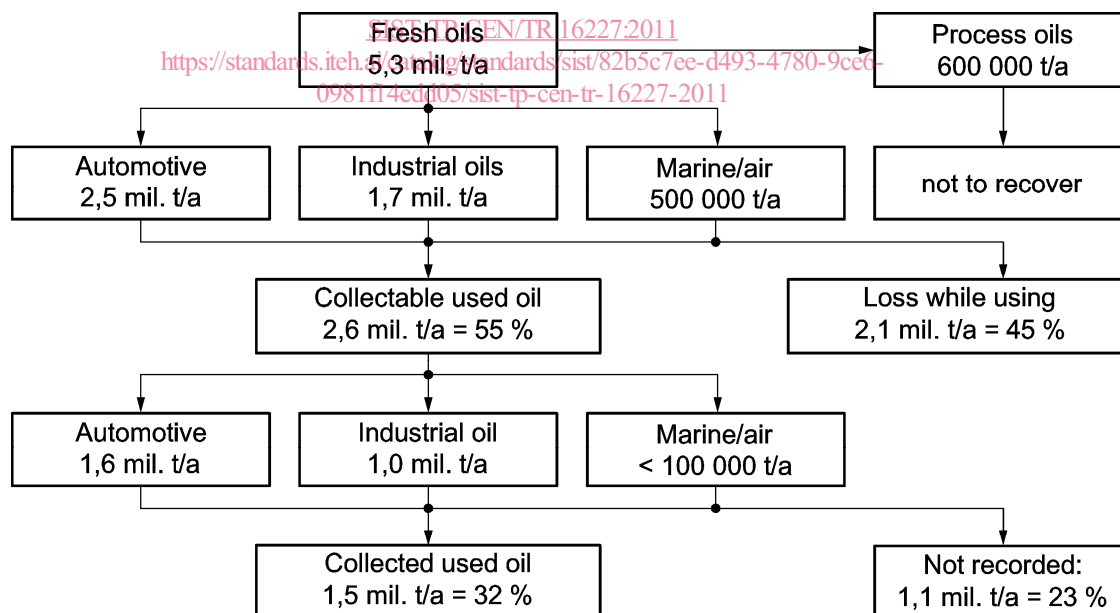 SIST-TP CEN/TR 16227:2011
Fresh oils
https://standards.iteh.ai/catalog/standards/sist/82b5c7ee-d493-4780-9ce6-
5,3 mil. t/a
0981f14edd05/sist-tp-cen-tr-16227-2011
Process oils
600 000 t/a
Automotive
2,5 mil. t/a
Industrial oils
1,7 mil. t/a
Marine/air
500 000 t/a
not to recover
Collectable used oil
2,6 mil. t/a = 55 %
Loss while using
2,1 mil. t/a = 45 %
Automotive
1,6 mil. t/a
Industrial oil
1,0 mil. t/a
Marine/air
< 100 000 t/a
Collected used oil
1,5 mil. t/a = 32 %
Not recorded:
1,1 mil. t/a = 23 %